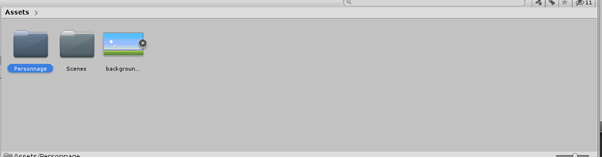 11
Assets >
Personnage
Scenes
backgroun...
Assets/Personnage